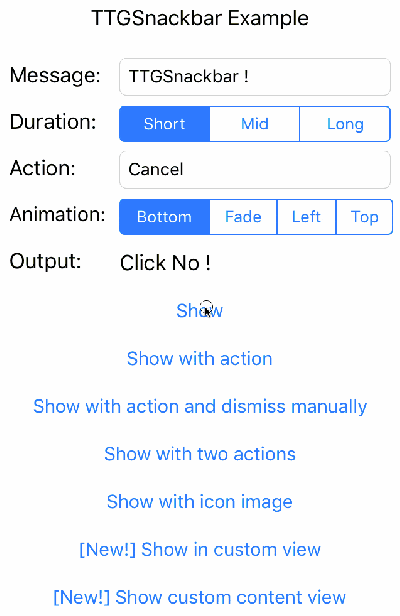 TTGSnackbar Example
Message: TTGSnackbar !
Duration: Short Mid Long
Action: Cancel
Animation: Bottom Fade Left Top
Output: Click No !
Show
Show with action
Show with action and dismiss manually
Show with two actions
Show with icon image
[New!] Show in custom view
[New!] Show custom content view